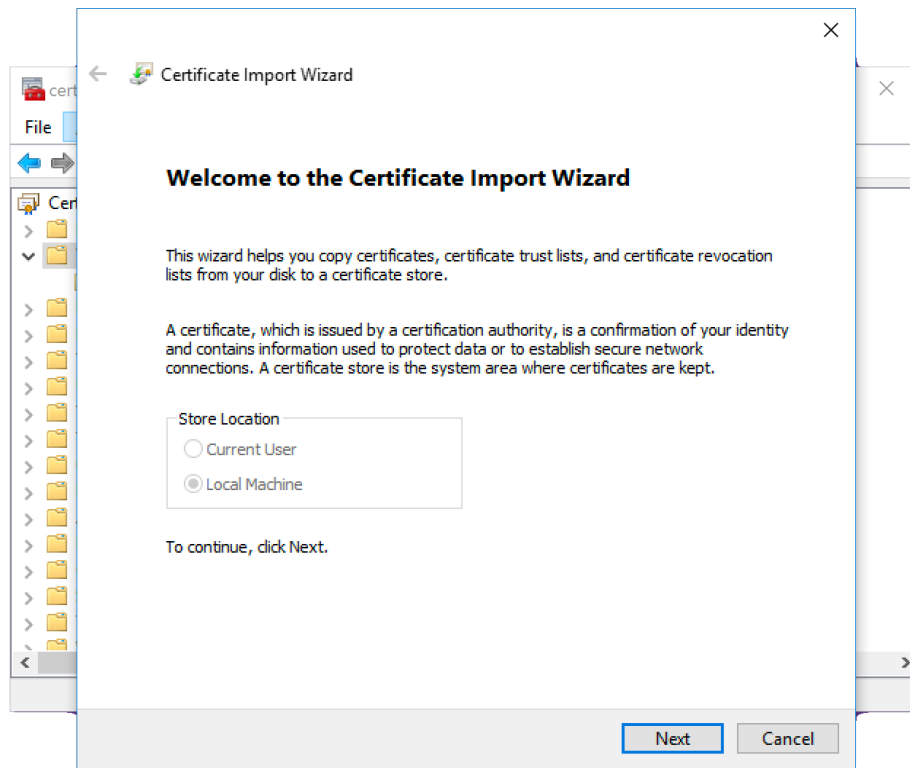 Certificate Import Wizard
cert
File
Cert
Welcome to the Certificate Import Wizard
This wizard helps you copy certificates, certificate trust lists, and certificate revocation
lists from your disk to a certificate store.
A certificate, which is issued by a certification authority, is a confirmation of your identity
and contains information used to protect data or to establish secure network
connections. A certificate store is the system area where certificates are kept.
Store Location
Current User
Local Machine
To continue, click Next.
Next Cancel